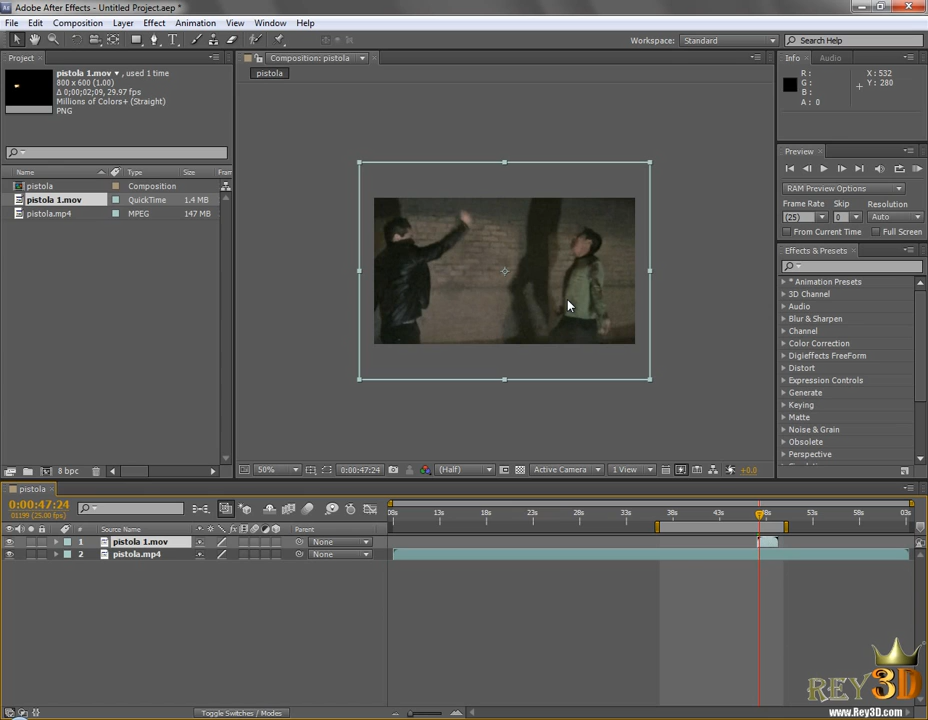 Adobe After Effects - Untitled Project.aep *
File Edit Composition Layer Effect Animation View Window Help
Workspace: Standard Search Help
Project
pistola 1.mov , used 1 time
800 x 600 (1.00)
Δ 0;00;02;09, 29.97 fps
Millions of Colors+ (Straight)
PNG
Name Type Size Fram
pistola Composition
pistola 1.mov QuickTime 1.4 MB
pistola.mp4 MPEG 147 MB
8 bpc
Composition: pistola
pistola
50% 0:00:47:24 (Half) Active Camera 1 View +0.0
Info Audio
R :
G :
B :
A : 0
X : 532
Y : 280
Preview
RAM Preview Options
Frame Rate Skip Resolution
(25) 0 Auto
From Current Time Full Screen
Effects & Presets
* Animation Presets
3D Channel
Audio
Blur & Sharpen
Channel
Color Correction
Digieffects FreeForm
Distort
Expression Controls
Generate
Keying
Matte
Noise & Grain
Obsolete
Perspective
pistola
0:00:47:24
01199 (25.00 fps)
08s 13s 18s 23s 28s 33s 38s 43s 48s 53s 58s 03s
# Source Name Parent
1 pistola 1.mov None
2 pistola.mp4 None
Toggle Switches / Modes
REY 3D
www.Rey3D.com